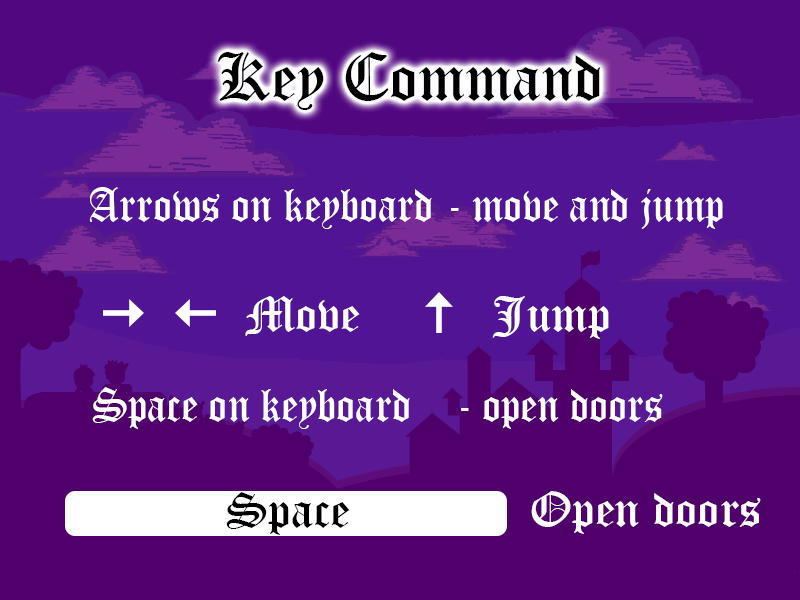 Key Command
Arrows on keyboard - move and jump
→ ← Move ↑ Jump
Space on keyboard - open doors
Space Open doors